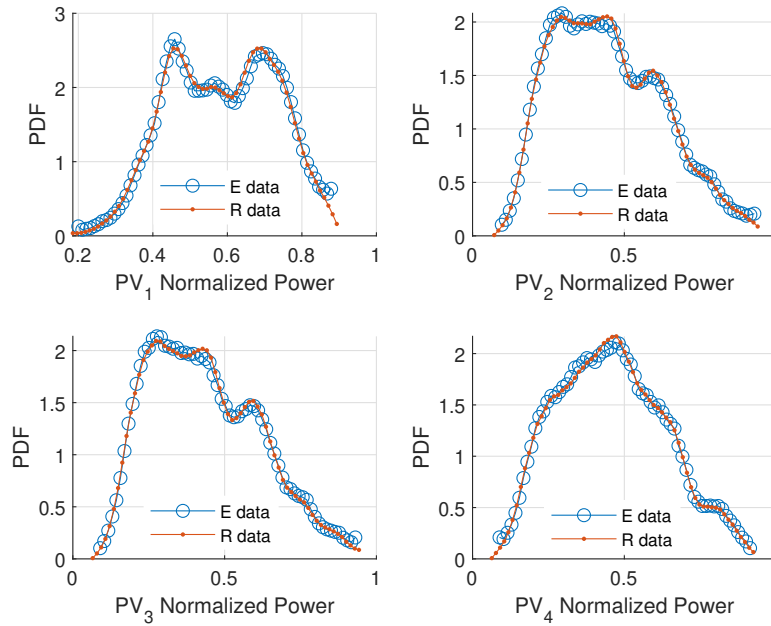 3
2
1
0
PDF
0.2
0.4
0.6
0.8
1
PV1 Normalized Power
E data
R data
2
1.5
1
0.5
0
PDF
0
0.5
PV2 Normalized Power
E data
R data
2
1.5
1
0.5
0
PDF
0
0.5
1
PV3 Normalized Power
E data
R data
2
1.5
1
0.5
0
PDF
0
0.5
PV4 Normalized Power
E data
R data